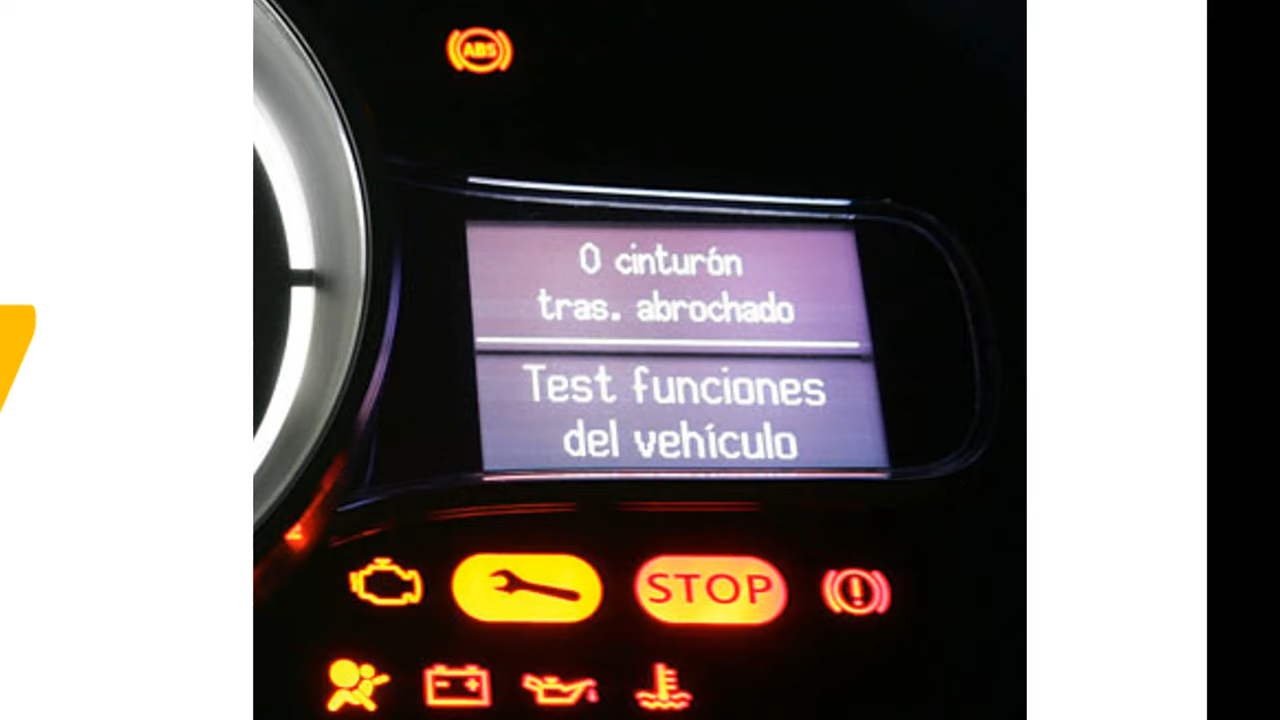 ABS
0 cinturón
tras. abrochado
Test funciones
del vehículo
STOP